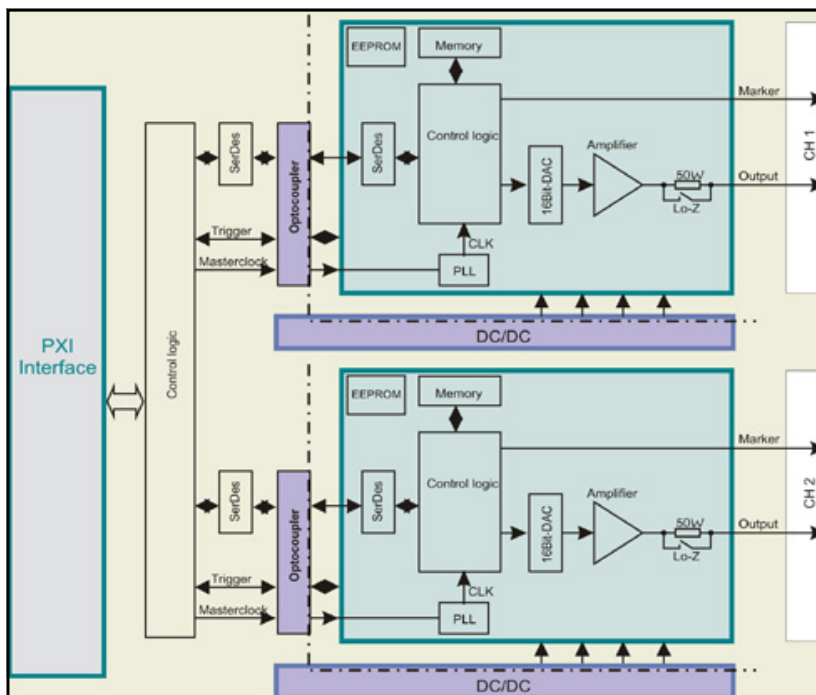 PXI
Interface
Control logic
SerDes
Trigger
Masterclock
Optocoupler
EEPROM
Memory
SerDes
Control logic
CLK
PLL
16Bit-DAC
Amplifier
50W
Lo-Z
Marker
Output
CH 1
DC/DC
SerDes
Trigger
Masterclock
Optocoupler
EEPROM
Memory
SerDes
Control logic
CLK
PLL
16Bit-DAC
Amplifier
50W
Lo-Z
Marker
Output
CH 2
DC/DC